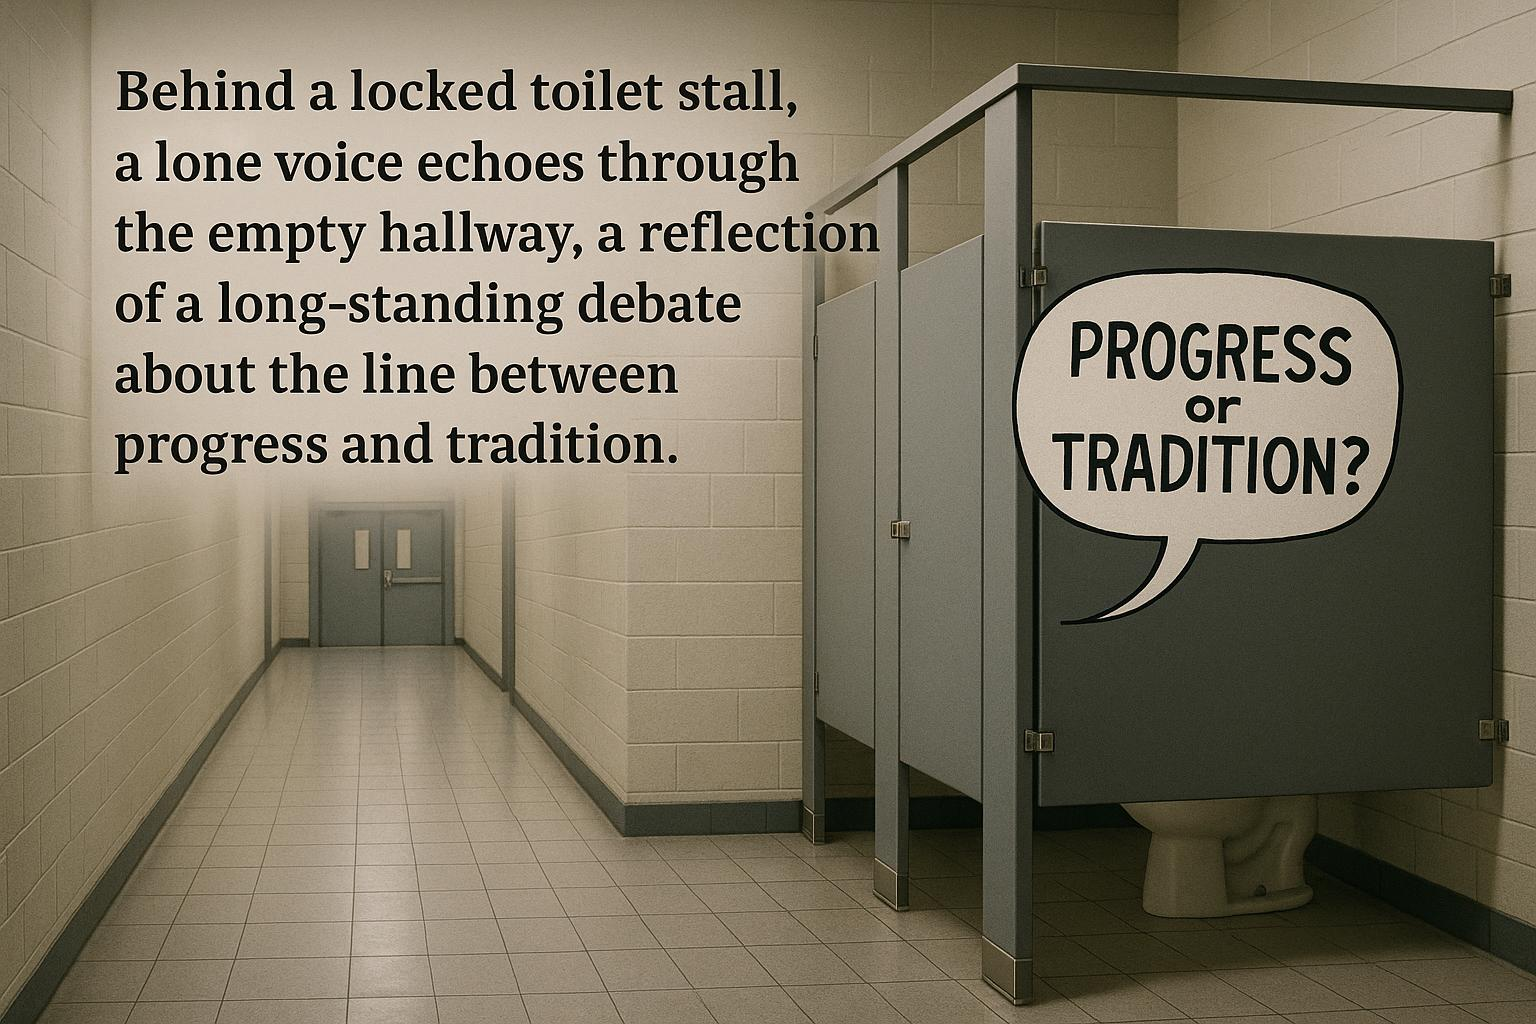 Behind a locked toilet stall,
a lone voice echoes through
the empty hallway, a reflection
of a long-standing debate
about the line between
progress and tradition.
PROGRESS
or
TRADITION?